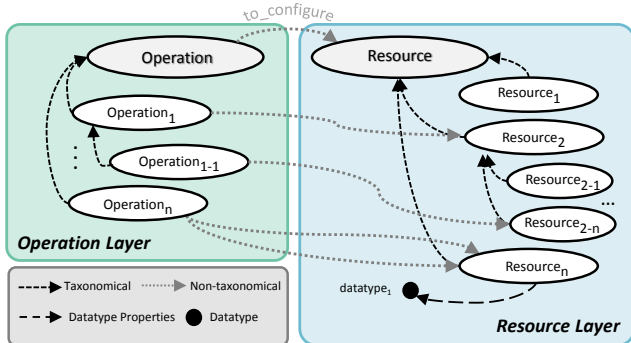 to_configure
Operation
Operation1
Operation1-1
Operationn
Operation Layer
Resource
Resource1
Resource2
Resource2-1
...
Resource2-n
Resourcen
datatype1
Resource Layer
Taxonomical
Non-taxonomical
Datatype Properties
Datatype